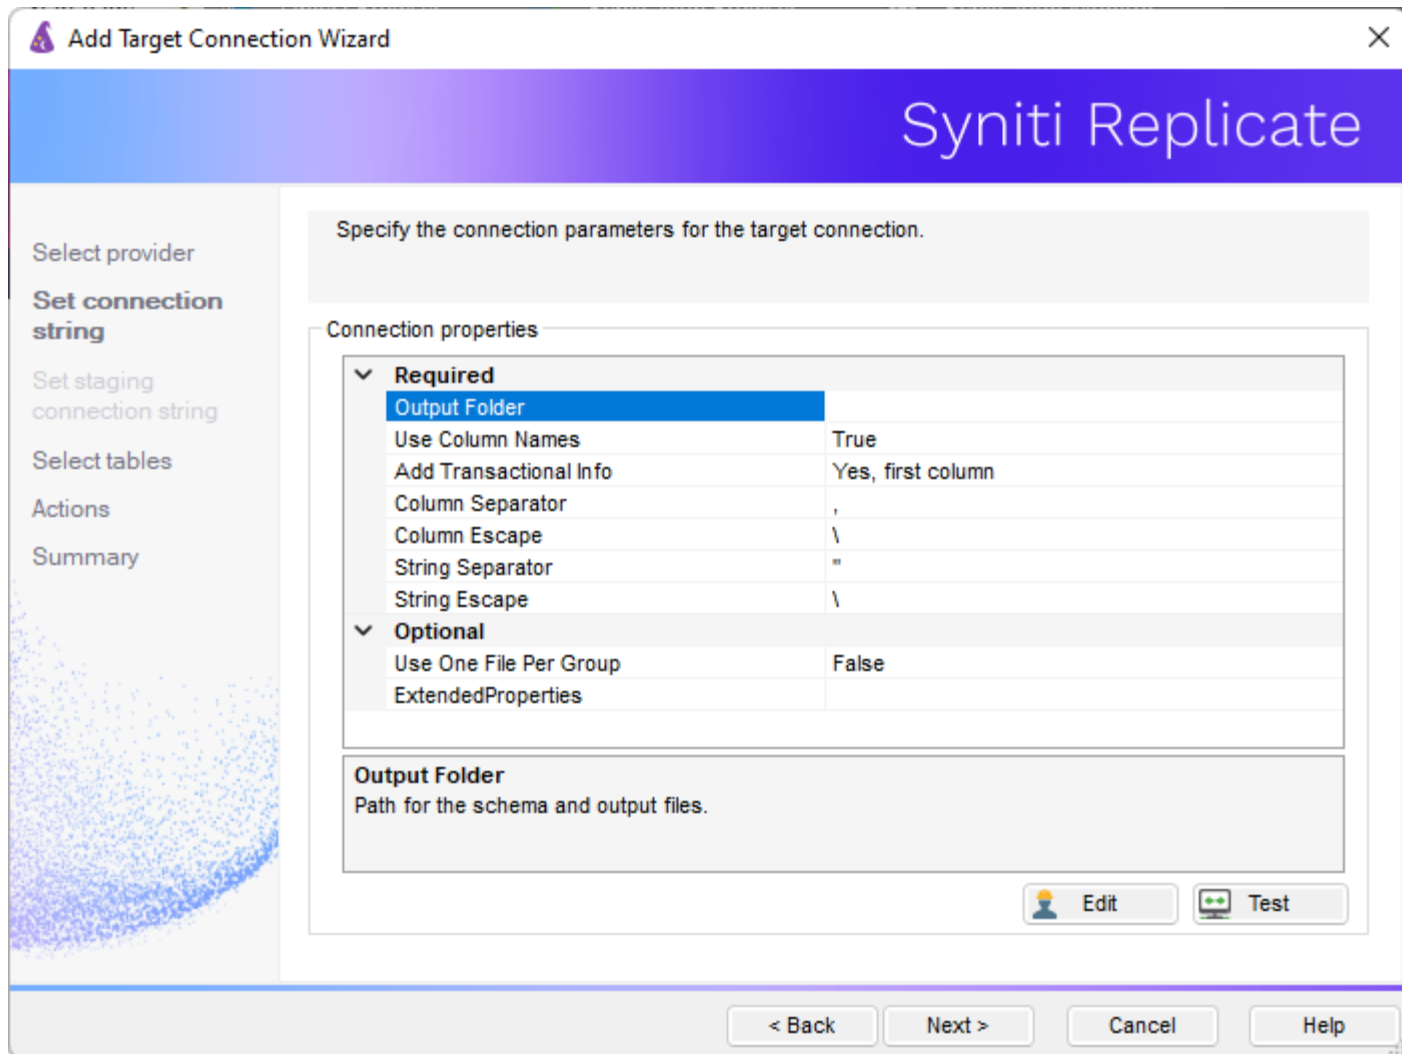 Add Target Connection Wizard
Syniti Replicate
Select provider
Set connection
string
Set staging
connection string
Select tables
Actions
Summary
Specify the connection parameters for the target connection.
Connection properties
Required
Output Folder
Use Column Names True
Add Transactional Info Yes, first column
Column Separator ,
Column Escape \
String Separator "
String Escape \
Optional
Use One File Per Group False
ExtendedProperties
Output Folder
Path for the schema and output files.
Edit Test
< Back Next > Cancel Help